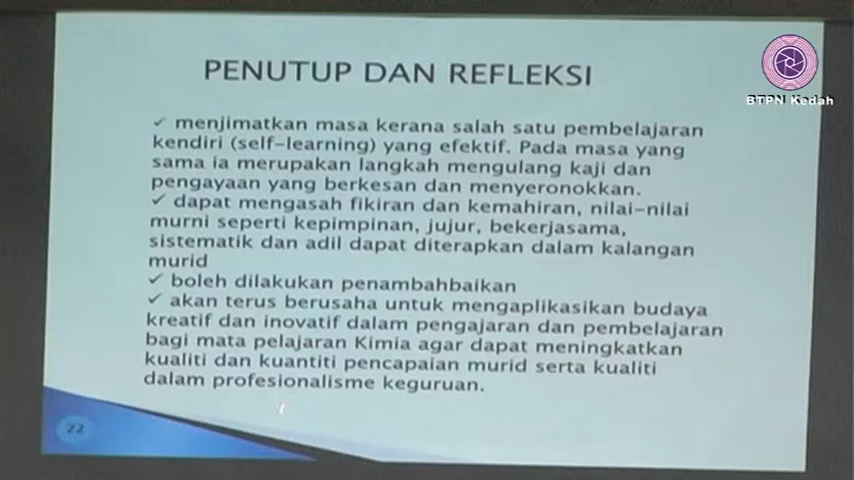 PENUTUP DAN REFLEKSI
BTPN Kedah
✓ menjimatkan masa kerana salah satu pembelajaran
kendiri (self-learning) yang efektif. Pada masa yang
sama ia merupakan langkah mengulang kaji dan
pengayaan yang berkesan dan menyeronokkan.
✓ dapat mengasah fikiran dan kemahiran, nilai-nilai
murni seperti kepimpinan, jujur, bekerjasama,
sistematik dan adil dapat diterapkan dalam kalangan
murid
✓ boleh dilakukan penambahbaikan
✓ akan terus berusaha untuk mengaplikasikan budaya
kreatif dan inovatif dalam pengajaran dan pembelajaran
bagi mata pelajaran Kimia agar dapat meningkatkan
kualiti dan kuantiti pencapaian murid serta kualiti
dalam profesionalisme keguruan.
22